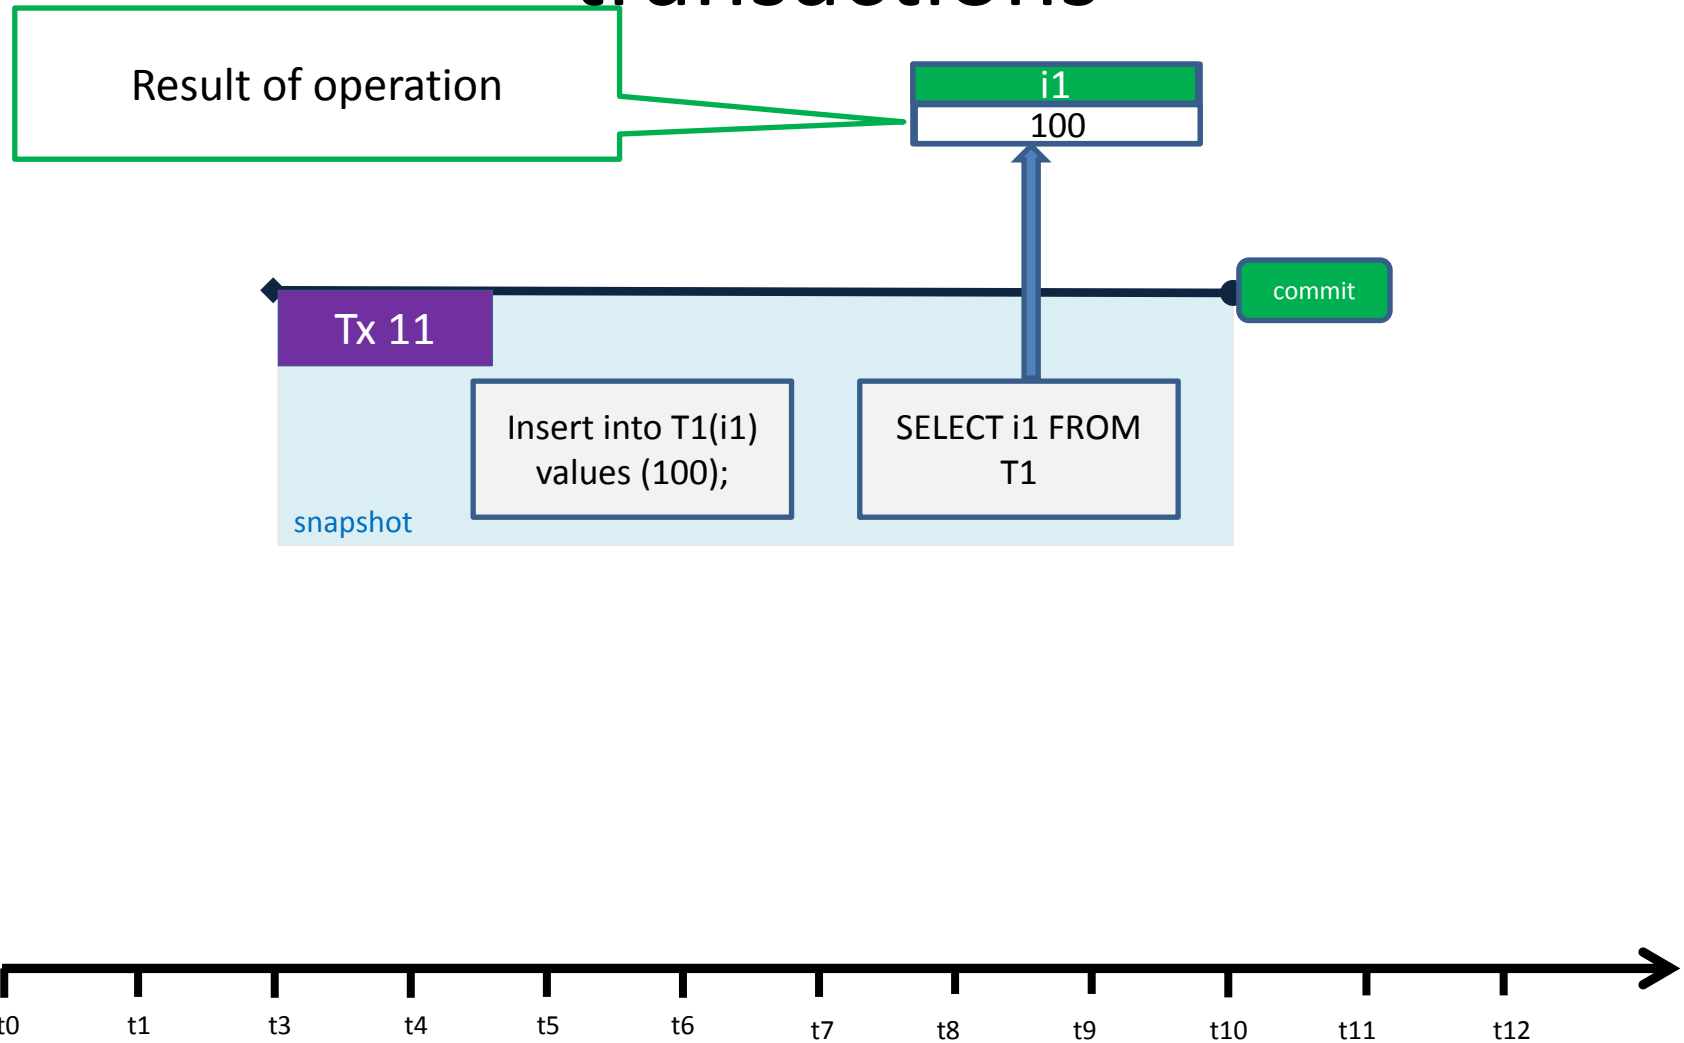 transactions
Result of operation
i1
100
commit
Tx 11
Insert into T1(i1)
values (100);
SELECT i1 FROM
T1
snapshot
t0
t1
t3
t4
t5
t6
t7
t8
t9
t10
t11
t12